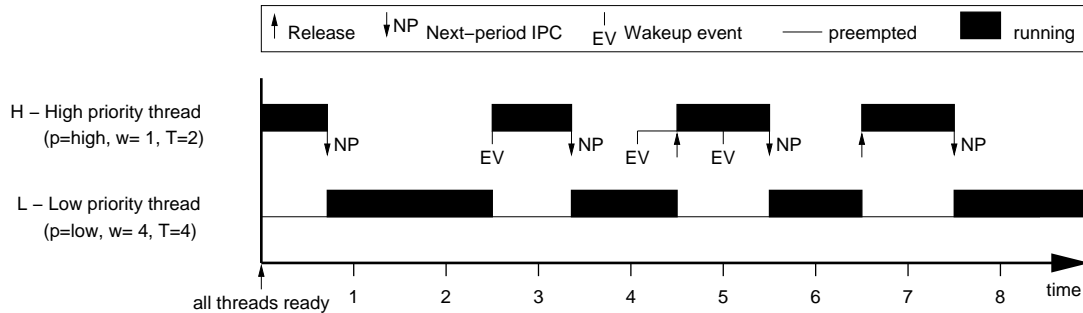 Release NP Next–period IPC EV Wakeup event preempted running
H – High priority thread
(p=high, w= 1, T=2)
NP EV NP EV EV NP NP
L – Low priority thread
(p=low, w= 4, T=4)
1 2 3 4 5 6 7 8 time
all threads ready